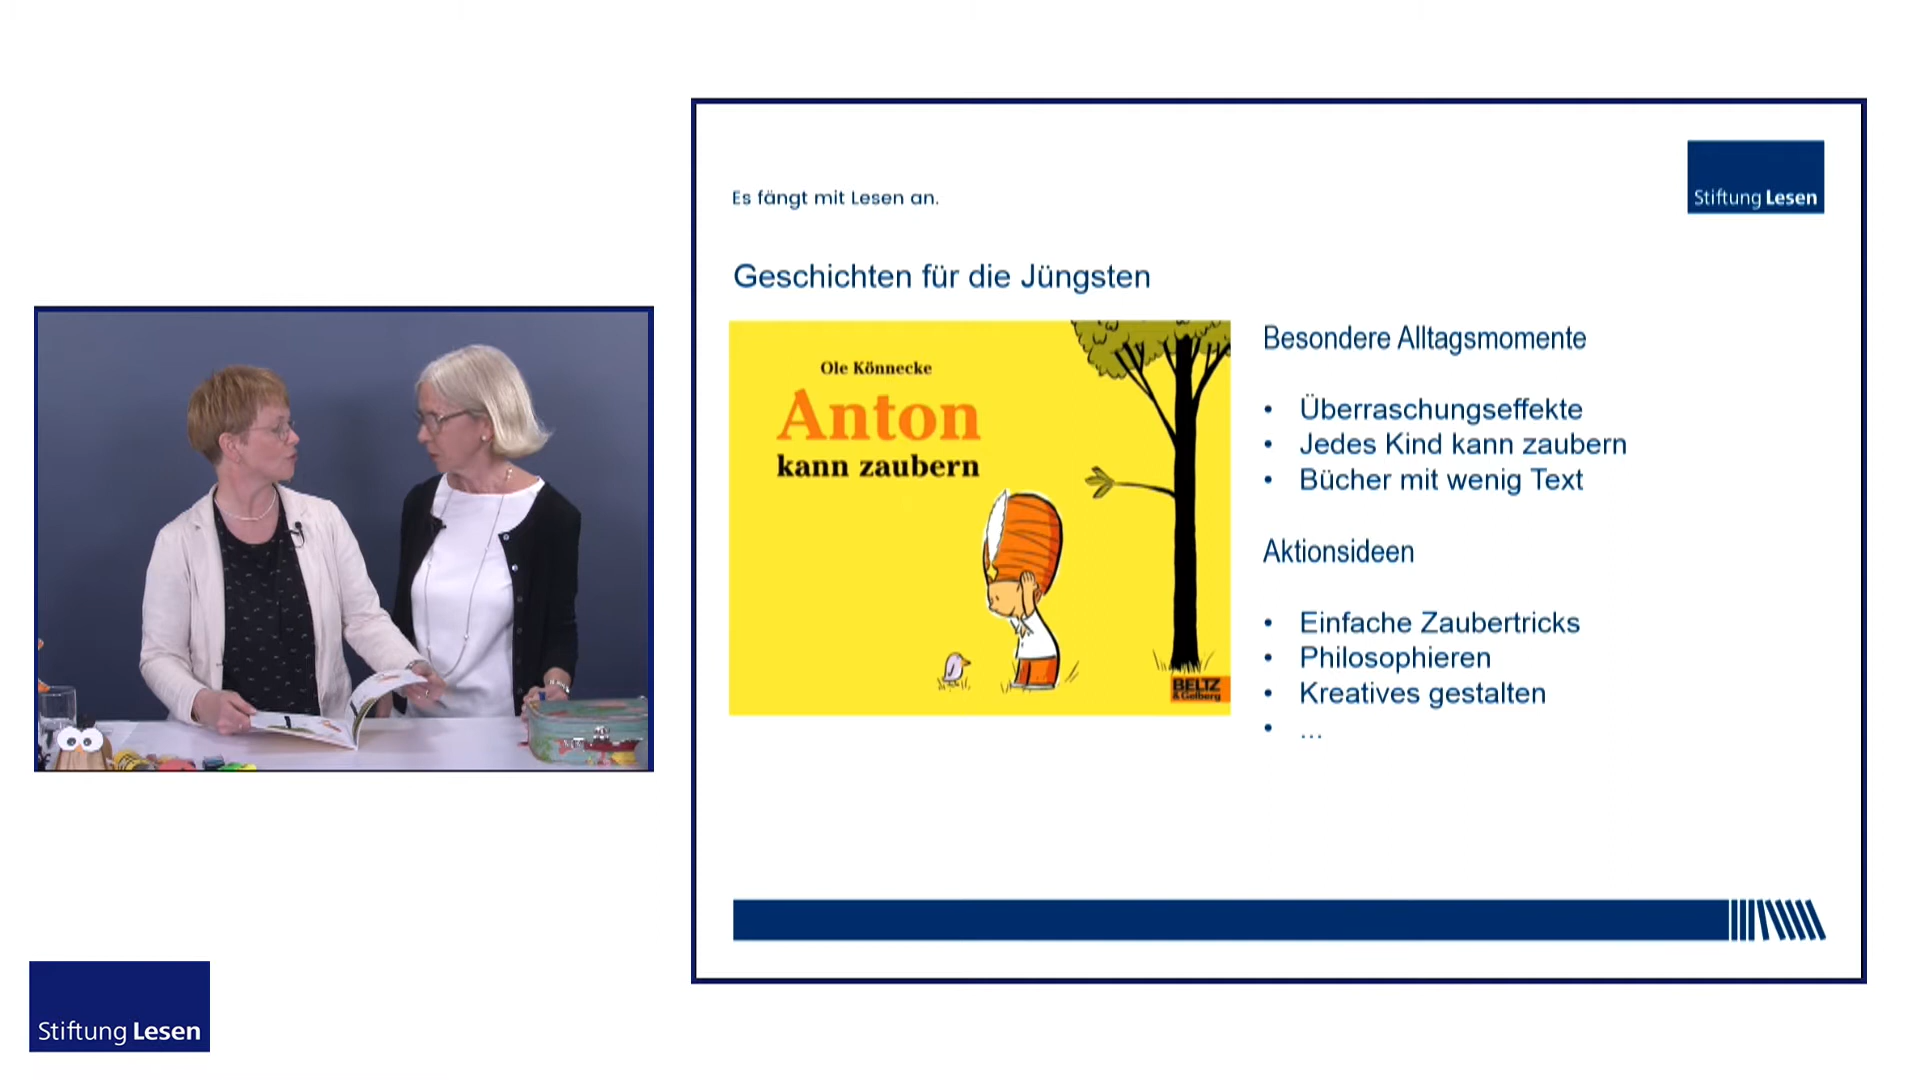 Es fängt mit Lesen an.
Stiftung Lesen
Geschichten für die Jüngsten
Ole Könnecke
Anton
kann zaubern
BELTZ
& Gelberg
Besondere Alltagsmomente
• Überraschungseffekte
• Jedes Kind kann zaubern
• Bücher mit wenig Text
Aktionsideen
• Einfache Zaubertricks
• Philosophieren
• Kreatives gestalten
• ...
Stiftung Lesen